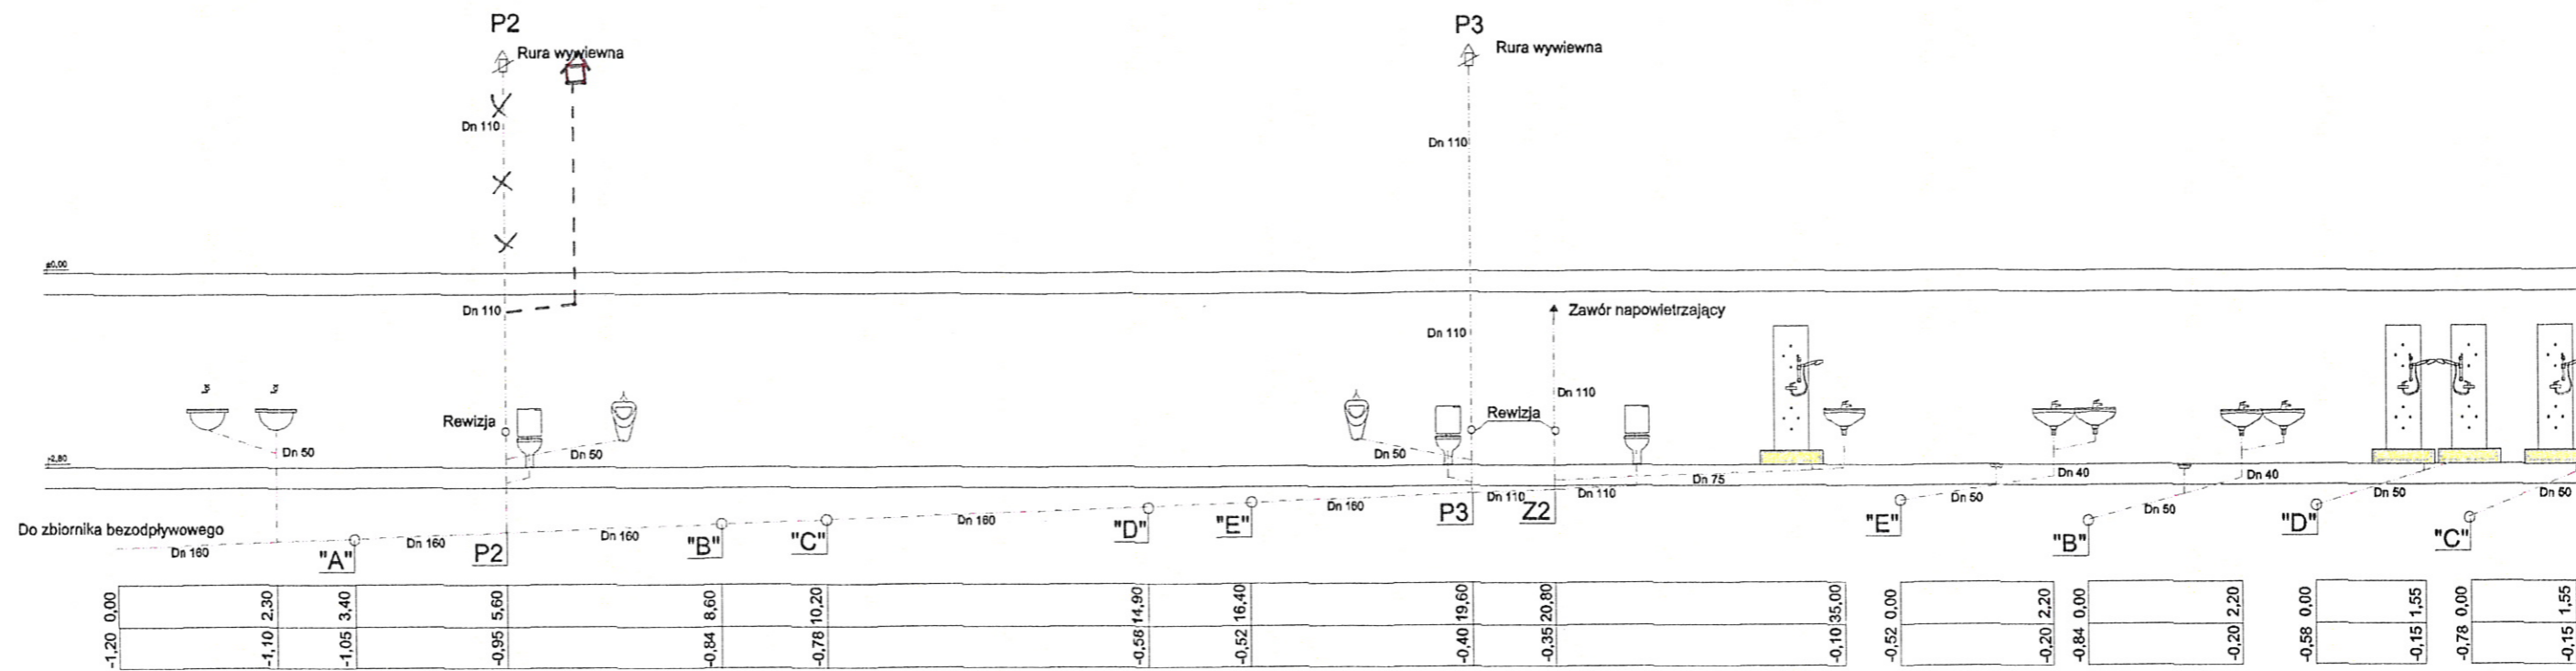 P2
P3
Rura wywiewna
Rura wywiewna
Dn 110
Dn 110
±0,00
Dn 110
Zawór napowietrzający
Dn 110
Dn 110
Rewizja
Rewizja
Dn 50
Dn 50
Dn 50
-2,80
Dn 40
Dn 40
Dn 75
Dn 110
Dn 110
Dn 50
Dn 50
Dn 50
Dn 50
Do zbiornika bezodpływowego
Dn 160
Dn 160
Dn 160
Dn 160
Dn 160
"A"
P2
"B"
"C"
"D"
"E"
P3
Z2
"E"
"B"
"D"
"C"
0,00 2,30 3,40 5,60 8,60 10,20 14,90 16,40 19,60 20,80 35,00 0,00 2,20 0,00 2,20 0,00 1,55 0,00 1,55
-1,20 -1,10 -1,05 -0,95 -0,84 -0,78 -0,58 -0,52 -0,40 -0,35 -0,10 -0,52 -0,20 -0,84 -0,20 -0,58 -0,15 -0,78 -0,15